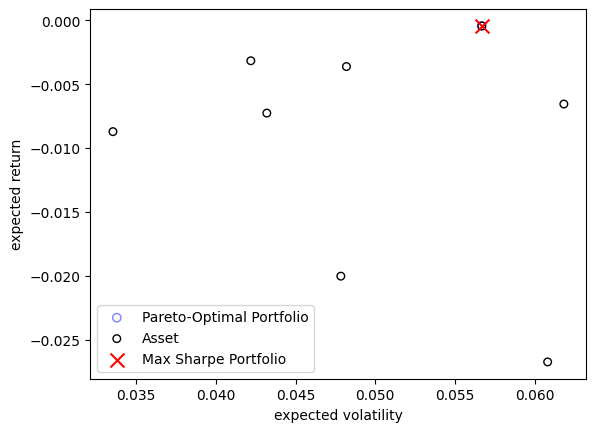 0.000
−0.005
−0.010
−0.015
−0.020
−0.025
expected return
Pareto-Optimal Portfolio
Asset
Max Sharpe Portfolio
0.035
0.040
0.045
0.050
0.055
0.060
expected volatility